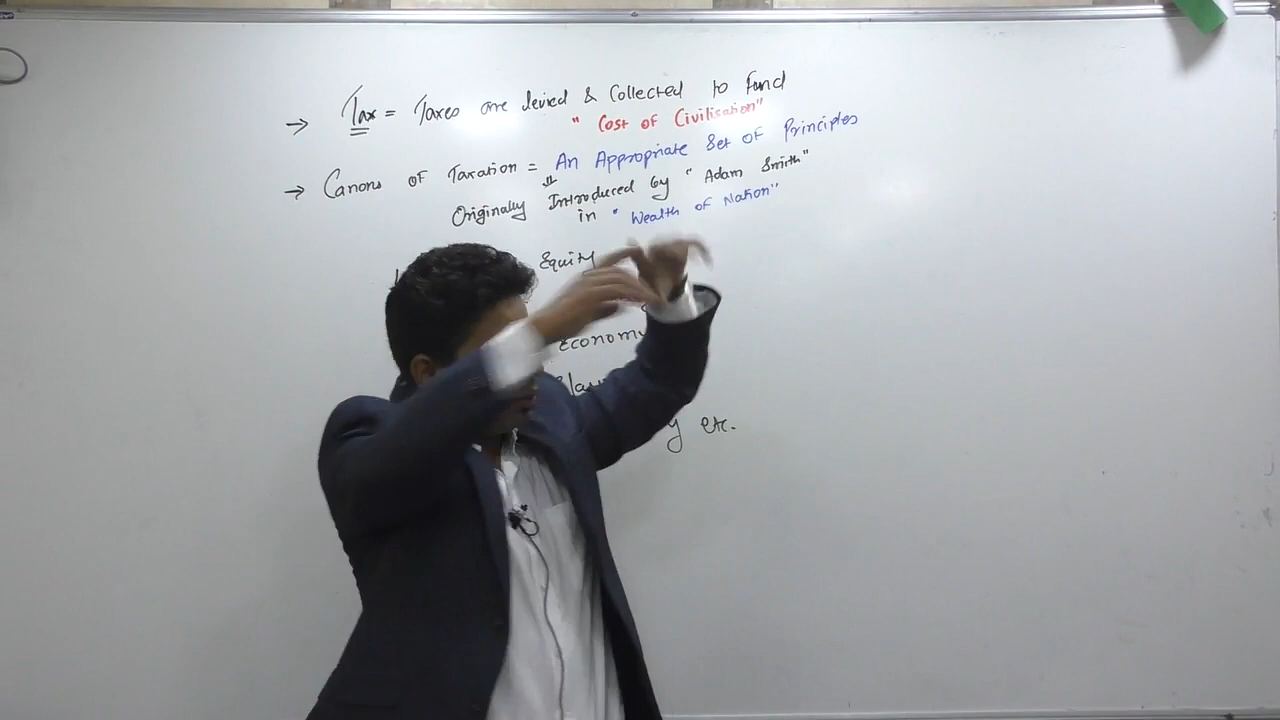 → Tax = Taxes are levied & Collected to Fund
" Cost of Civilisation"
→ Canons of Taxation = An Appropriate Set of Principles
Originally Introduced by " Adam Smith"
in " Wealth of Nation"
Equity
Economy
etc.